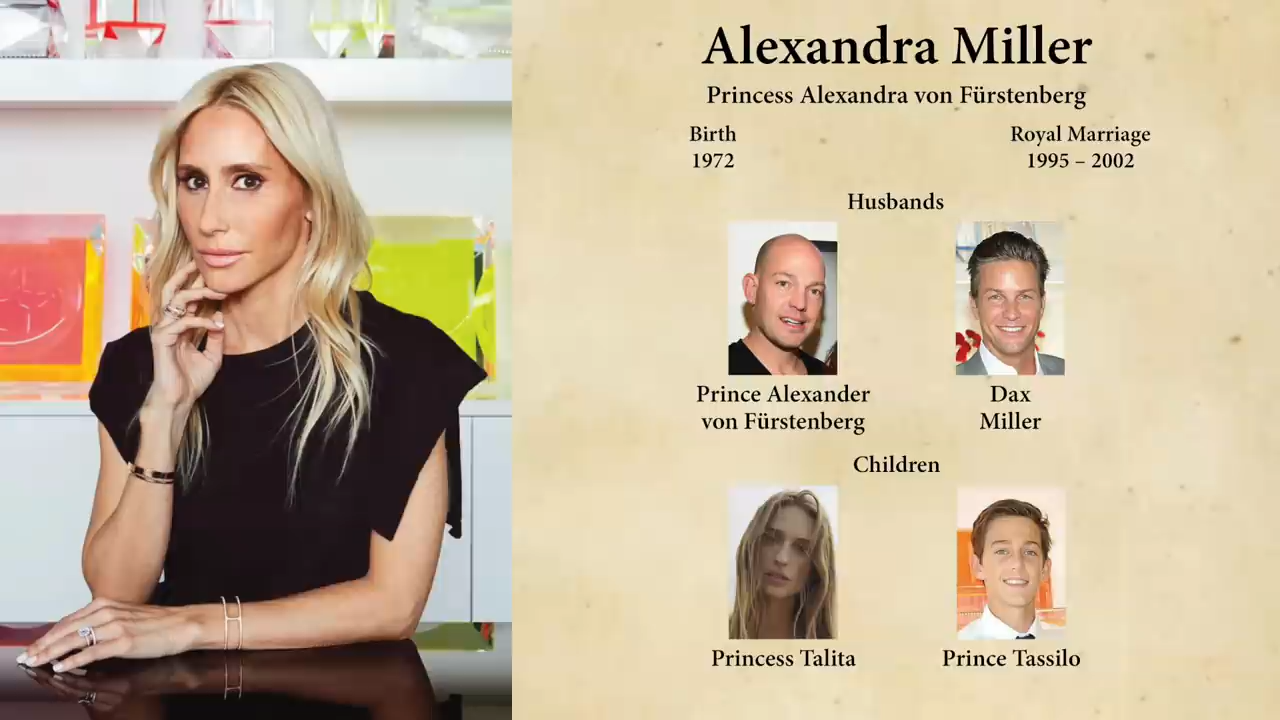 Alexandra Miller
Princess Alexandra von Fürstenberg
Birth
1972
Royal Marriage
1995 – 2002
Husbands
Prince Alexander
von Fürstenberg
Dax
Miller
Children
Princess Talita
Prince Tassilo